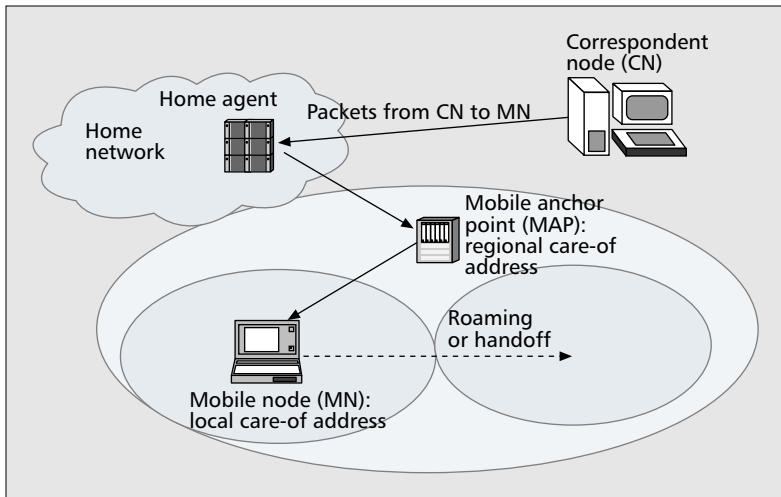 Correspondent
node (CN)
Home agent
Packets from CN to MN
Home
network
Mobile anchor
point (MAP):
regional care-of
address
Roaming
or handoff
Mobile node (MN):
local care-of address